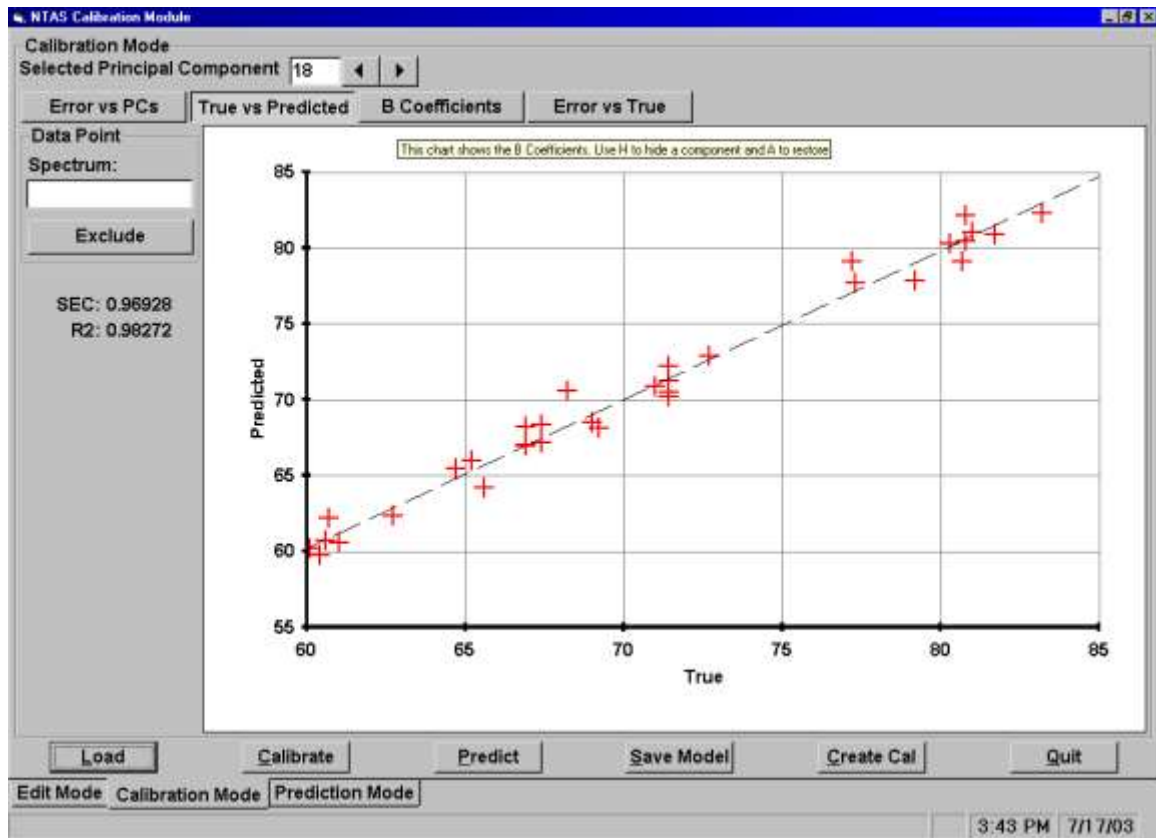 NTAS Calibration Module
Calibration Mode
Selected Principal Component 18
Error vs PCs True vs Predicted B Coefficients Error vs True
Data Point
Spectrum:
Exclude
SEC: 0.96928
R2: 0.98272
This chart shows the B Coefficients. Use H to hide a component and A to restore
85
80
75
70
65
60
55
Predicted
60 65 70 75 80 85
True
Load Calibrate Predict Save Model Create Cal Quit
Edit Mode Calibration Mode Prediction Mode
3:43 PM 7/17/03